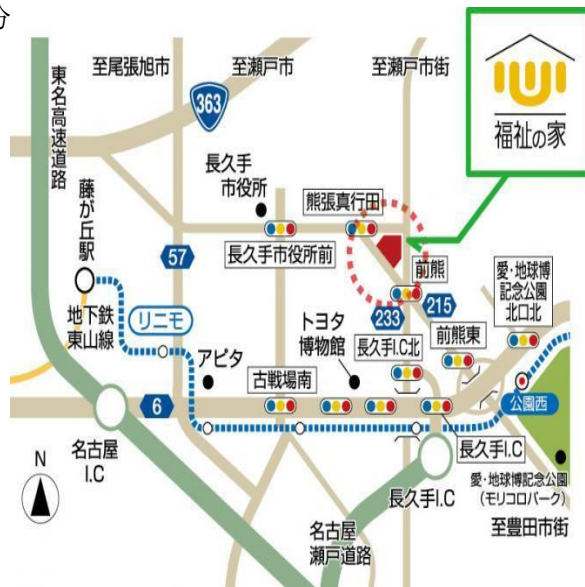 分
至尾張旭市
至瀬戸市
至瀬戸市街
363
福祉の家
東名高速道路
長久手
市役所
熊張真行田
藤が丘駅
57
長久手市役所前
前熊
愛・地球博
記念公園
北口北
地下鉄
東山線
リニモ
233
215
トヨタ
博物館
長久手I.C北
前熊東
アピタ
古戦場南
6
公園西
名古屋
I.C
長久手I.C
N
長久手I.C
愛・地球博記念公園
（モリコロパーク）
名古屋
瀬戸道路
至豊田市街